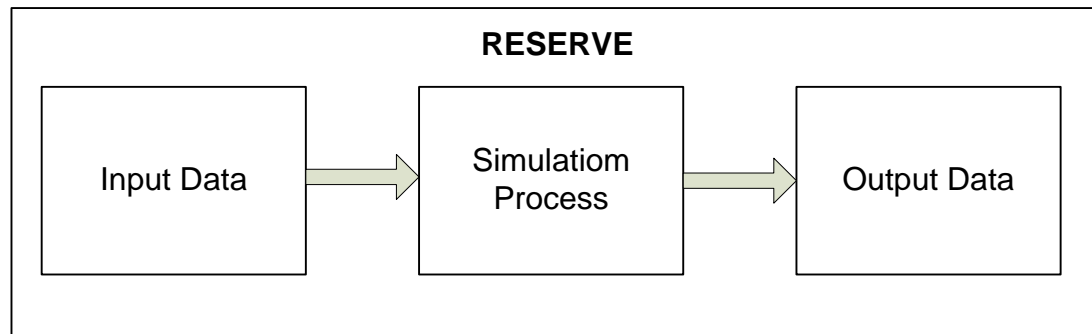 RESERVE
Input Data
Simulatiom
Process
Output Data